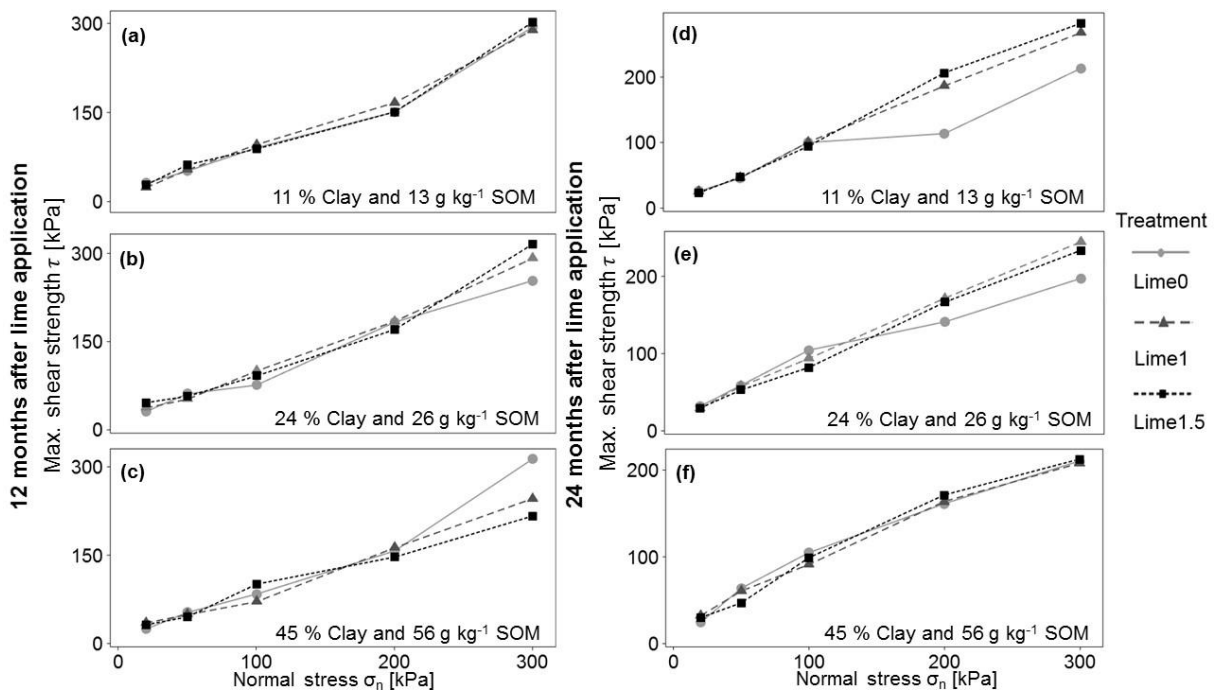 12 months after lime application
Max. shear strength τ [kPa]
(a)
300
150
0
11 % Clay and 13 g kg⁻¹ SOM
(b)
300
150
0
24 % Clay and 26 g kg⁻¹ SOM
(c)
300
150
0
45 % Clay and 56 g kg⁻¹ SOM
0 100 200 300
Normal stress σn [kPa]
24 months after lime application
Max. shear strength τ [kPa]
(d)
200
100
0
11 % Clay and 13 g kg⁻¹ SOM
(e)
200
100
0
24 % Clay and 26 g kg⁻¹ SOM
(f)
200
100
0
45 % Clay and 56 g kg⁻¹ SOM
0 100 200 300
Normal stress σn [kPa]
Treatment
Lime0
Lime1
Lime1.5